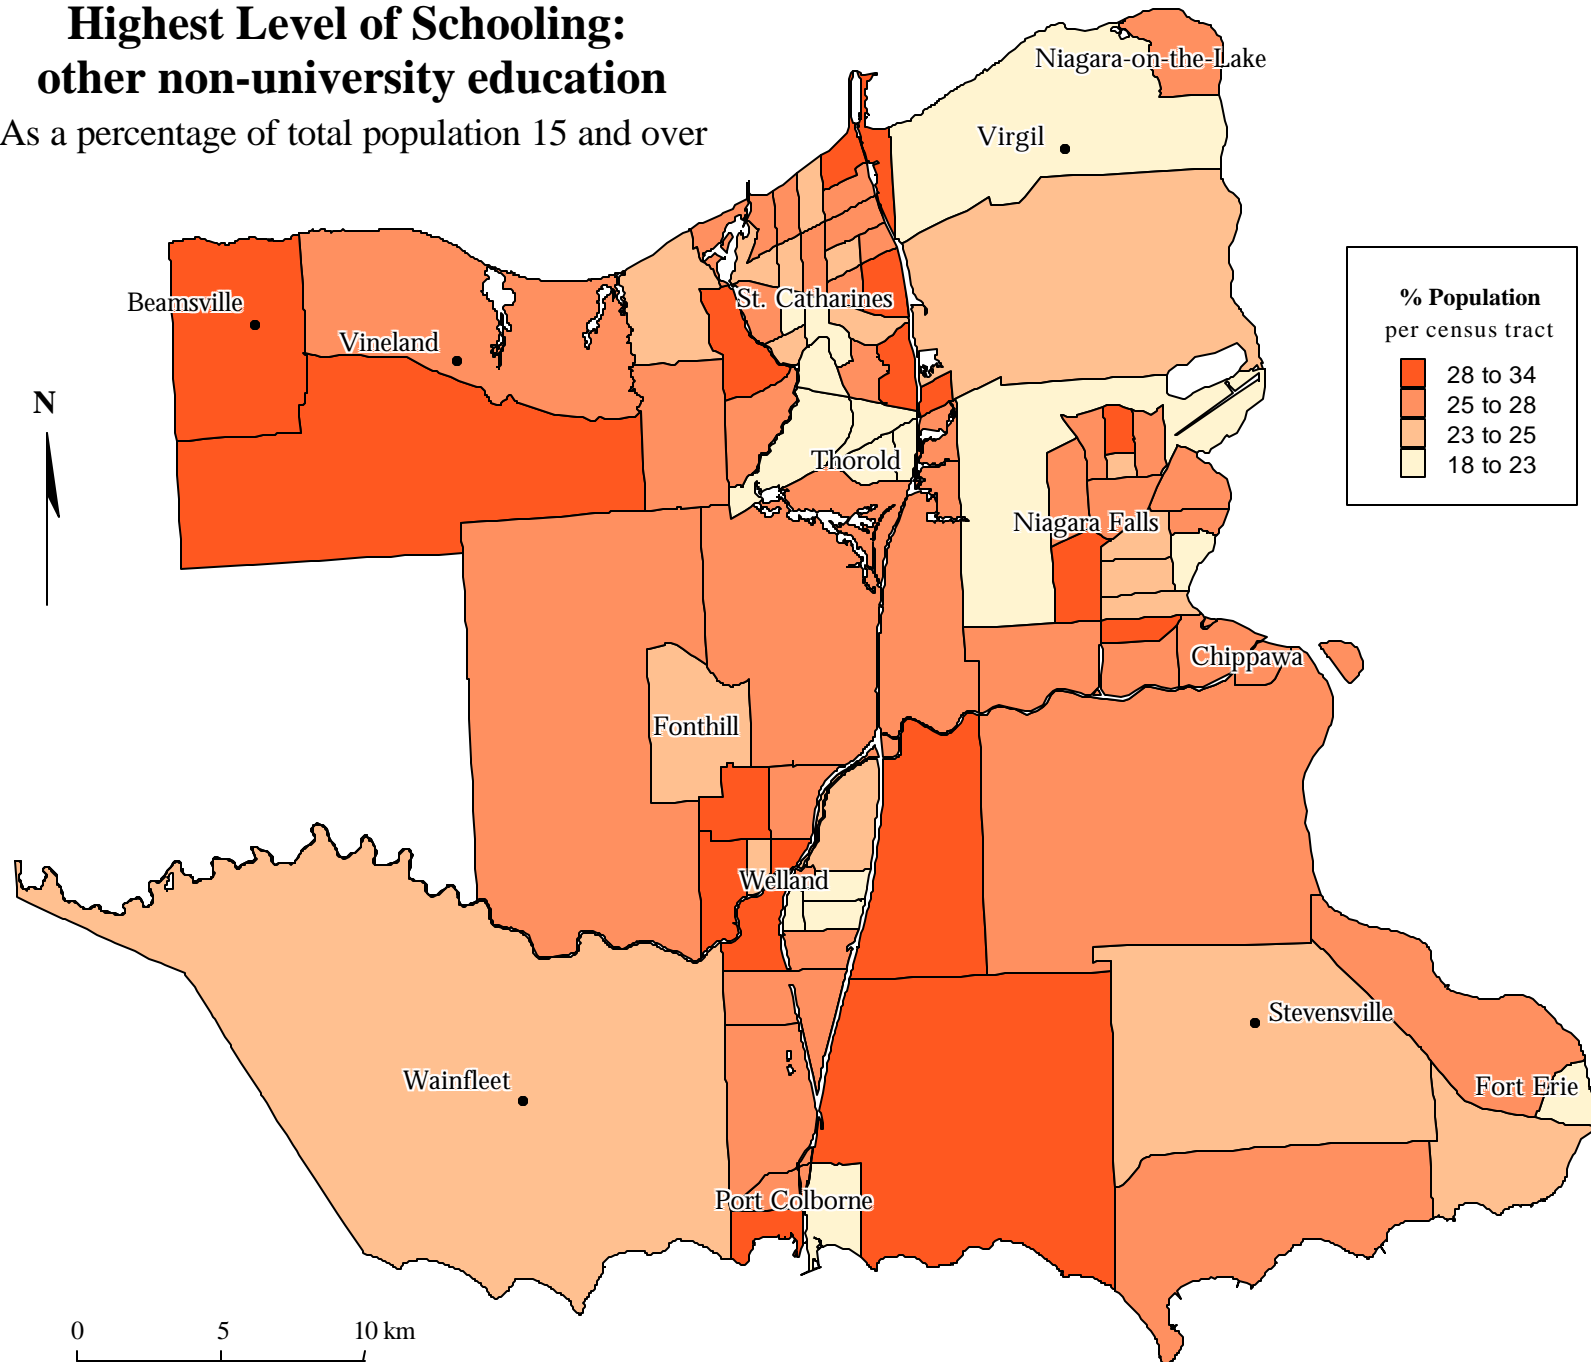 Highest Level of Schooling:
other non-university education
As a percentage of total population 15 and over
Niagara-on-the-Lake
Virgil
Beamsville
St. Catharines
Vineland
% Population
per census tract
28 to 34
25 to 28
23 to 25
18 to 23
N
Thorold
Niagara Falls
Chippawa
Fonthill
Welland
Stevensville
Wainfleet
Fort Erie
Port Colborne
0 5 10 km